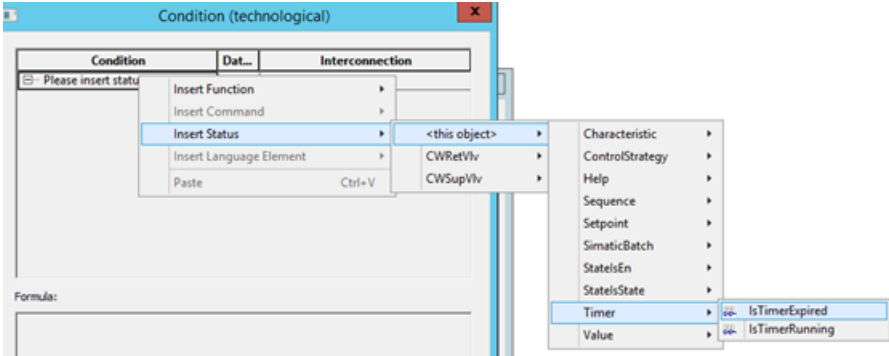 Condition (technological)
x
Condition Dat... Interconnection
Please insert statu
Insert Function
Insert Command
Insert Status
Insert Language Element
Paste Ctrl+V
<this object>
CWRetVlv
CWSupVlv
Characteristic
ControlStrategy
Help
Sequence
Setpoint
SimaticBatch
StateIsEn
StateIsState
Timer
Value
IsTimerExpired
IsTimerRunning
Formula: